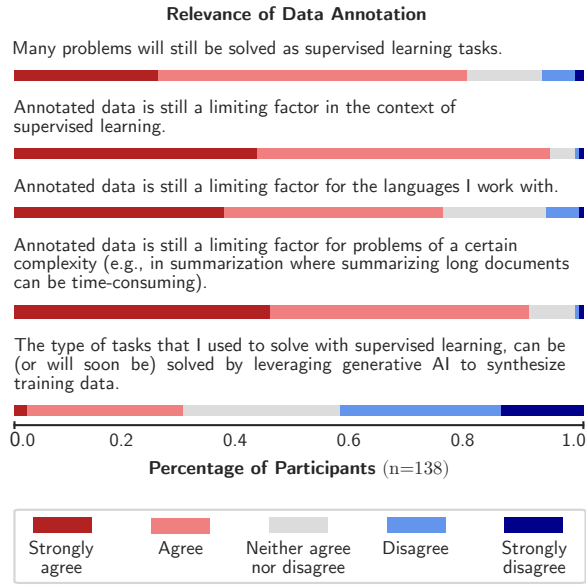 Relevance of Data Annotation
Many problems will still be solved as supervised learning tasks.
Annotated data is still a limiting factor in the context of
supervised learning.
Annotated data is still a limiting factor for the languages I work with.
Annotated data is still a limiting factor for problems of a certain
complexity (e.g., in summarization where summarizing long documents
can be time-consuming).
The type of tasks that I used to solve with supervised learning, can be
(or will soon be) solved by leveraging generative AI to synthesize
training data.
0.0 0.2 0.4 0.6 0.8 1.0
Percentage of Participants (n=138)
Strongly agree
Agree
Neither agree nor disagree
Disagree
Strongly disagree